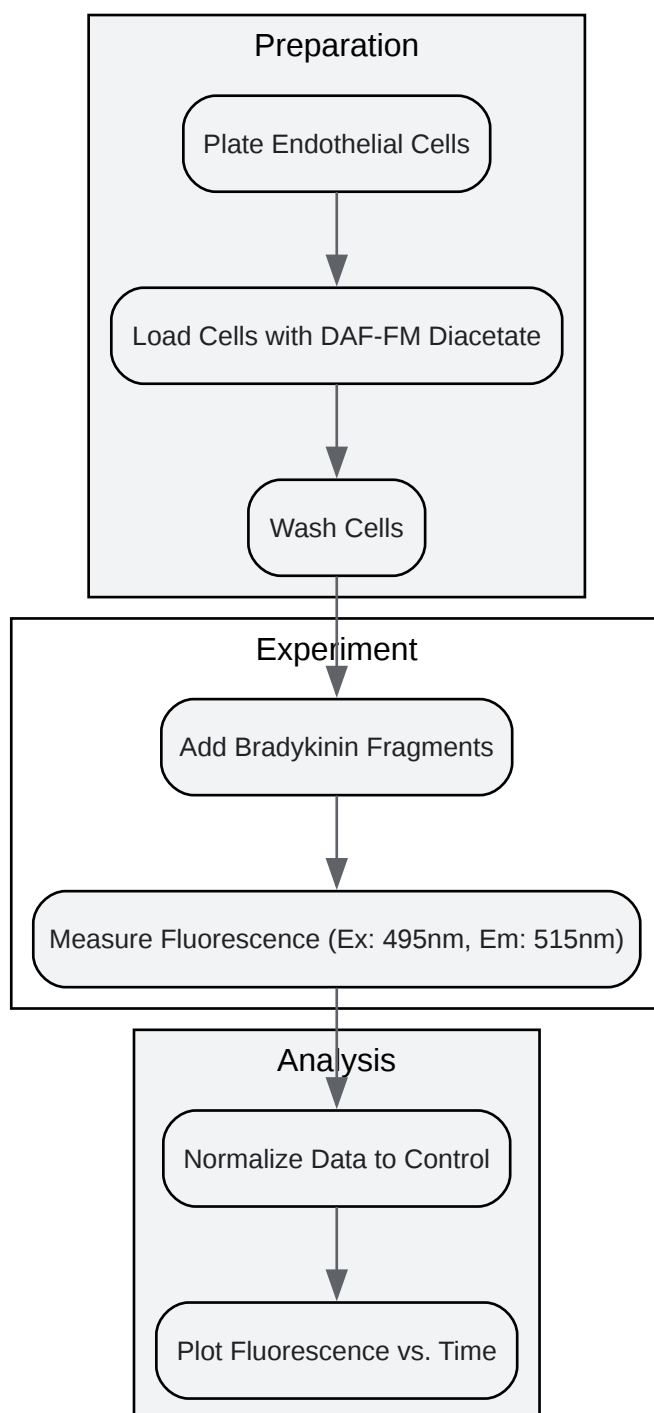 Preparation
Plate Endothelial Cells
Load Cells with DAF-FM Diacetate
Wash Cells
Experiment
Add Bradykinin Fragments
Measure Fluorescence (Ex: 495nm, Em: 515nm)
Analysis
Normalize Data to Control
Plot Fluorescence vs. Time